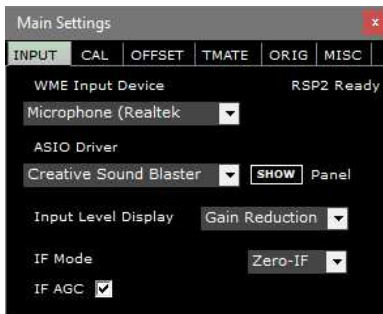 Main Settings x
INPUT CAL OFFSET TMATE ORIG MISC
WME Input Device RSP2 Ready
Microphone (Realtek
ASIO Driver
Creative Sound Blaster SHOW Panel
Input Level Display Gain Reduction
IF Mode Zero-IF
IF AGC